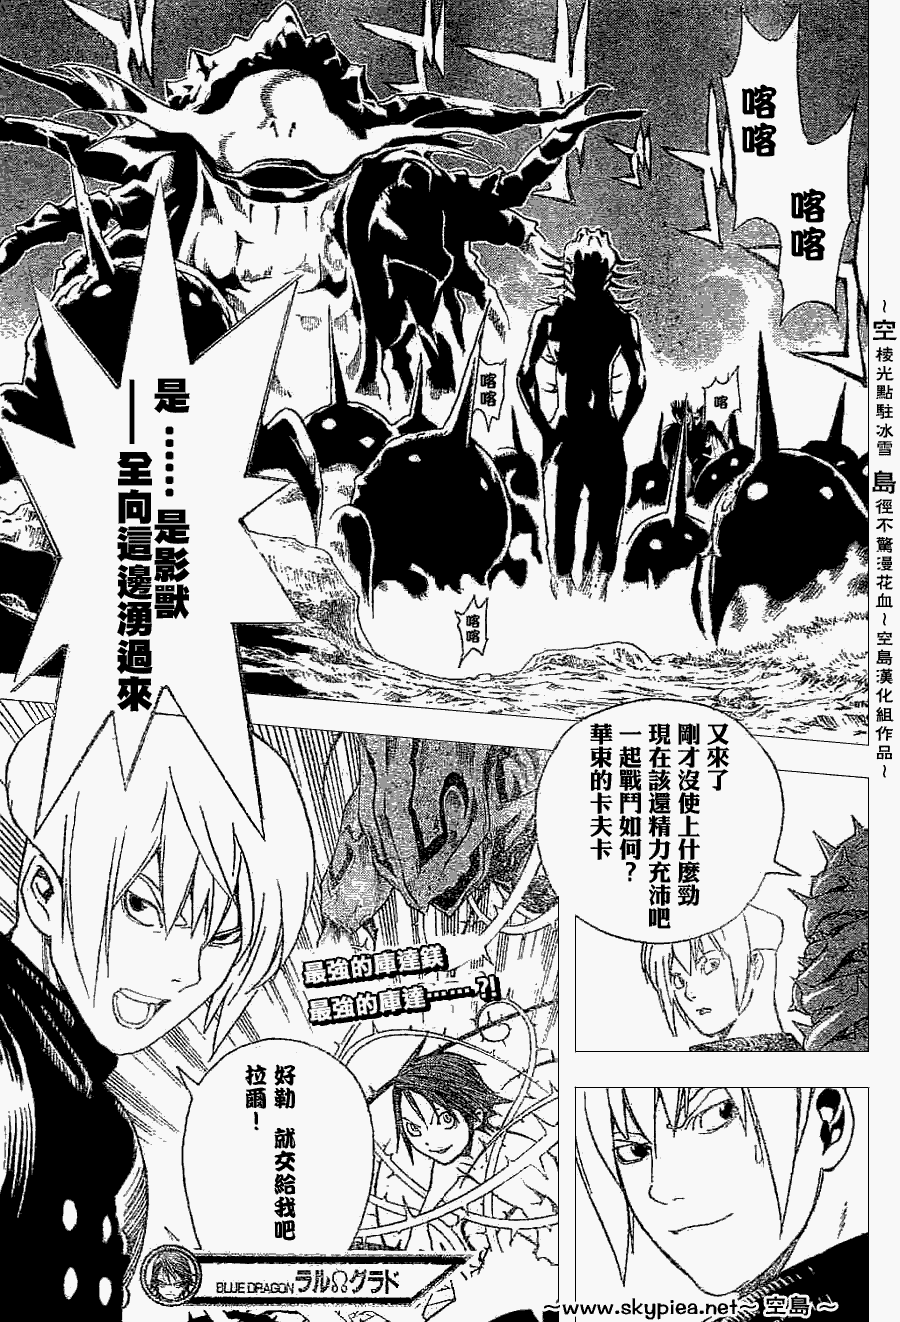 喀喀
喀喀
喀喀
喀
喀喀
是……是影獸
——全向這邊湧過來
又來了
剛才沒使上什麼勁
現在該還精力充沛吧
一起戰鬥如何?
華束的卡夫卡
最強的庫達鎂
最強的庫達……?!
好勒 就交給我吧
拉爾!
BLUE DRAGON ラルΩグラド
~空 棱光點駐冰雪 島 徑不驚漫花血~空島漢化組作品~
~www.skypiea.net~ 空島 ~